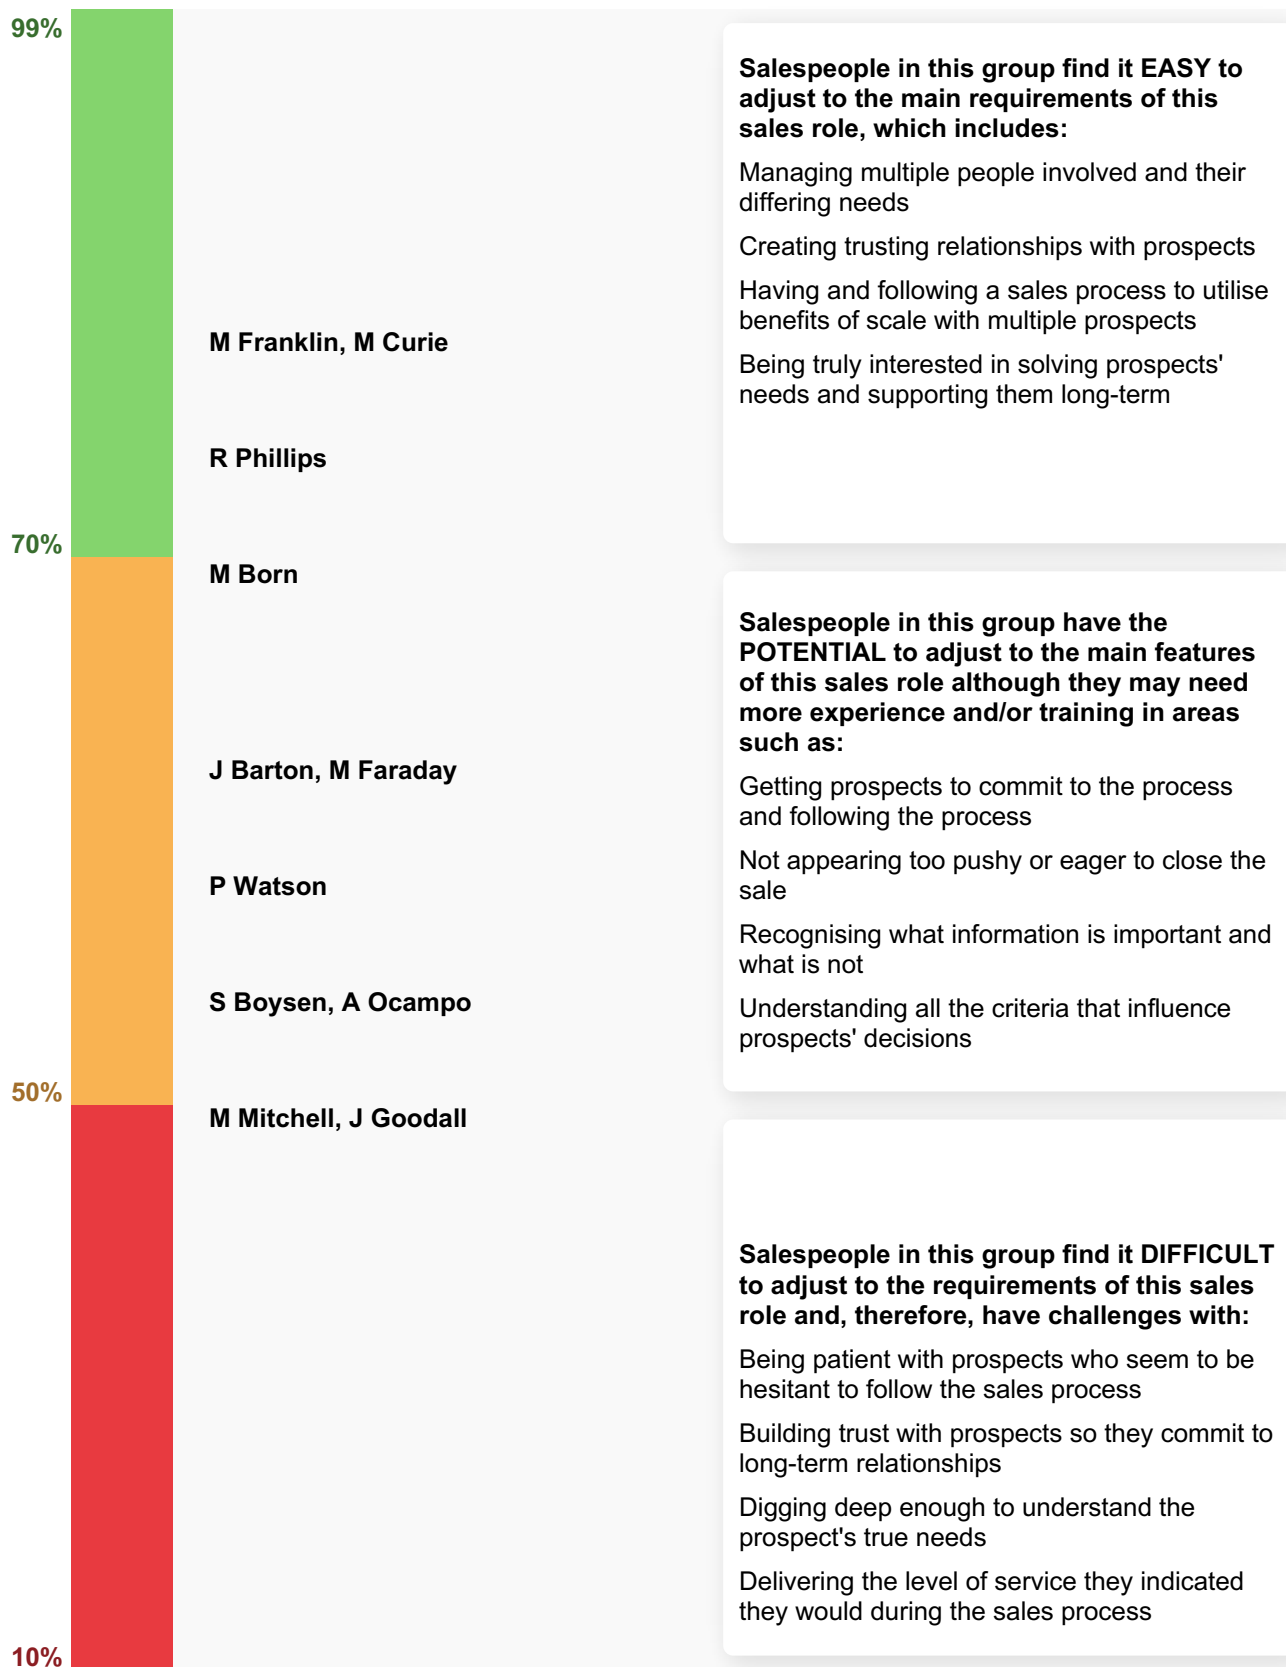 99%
Salespeople in this group find it EASY to
adjust to the main requirements of this
sales role, which includes:
Managing multiple people involved and their
differing needs
Creating trusting relationships with prospects
Having and following a sales process to utilise
benefits of scale with multiple prospects
Being truly interested in solving prospects'
needs and supporting them long-term
M Franklin, M Curie
R Phillips
70%
M Born
Salespeople in this group have the
POTENTIAL to adjust to the main features
of this sales role although they may need
more experience and/or training in areas
such as:
Getting prospects to commit to the process
and following the process
Not appearing too pushy or eager to close the
sale
Recognising what information is important and
what is not
Understanding all the criteria that influence
prospects' decisions
J Barton, M Faraday
P Watson
S Boysen, A Ocampo
50%
M Mitchell, J Goodall
Salespeople in this group find it DIFFICULT
to adjust to the requirements of this sales
role and, therefore, have challenges with:
Being patient with prospects who seem to be
hesitant to follow the sales process
Building trust with prospects so they commit to
long-term relationships
Digging deep enough to understand the
prospect's true needs
Delivering the level of service they indicated
they would during the sales process
10%